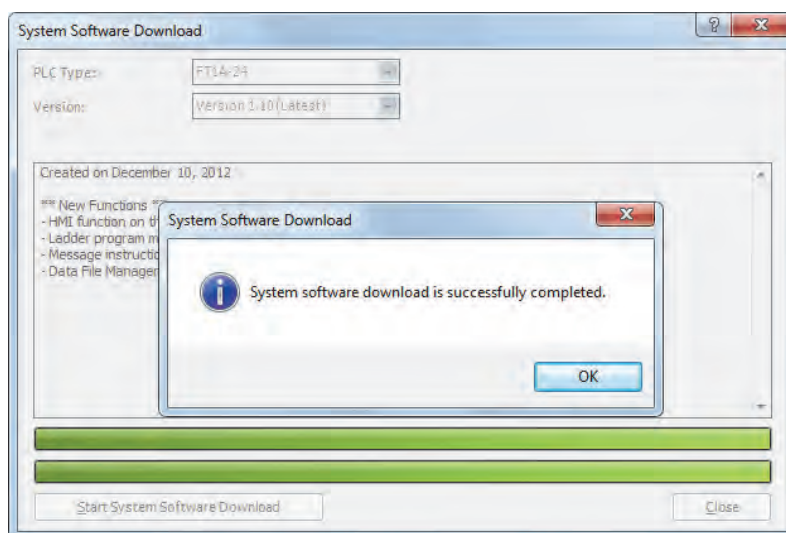 System Software Download
PLC Type: FT1A-24
Version: Version 1.10(Latest)
Created on December 10, 2012
** New Functions **
- HMI function on th
- Ladder program m
- Message instructio
- Data File Manager
System Software Download
System software download is successfully completed.
OK
Start System Software Download
Close